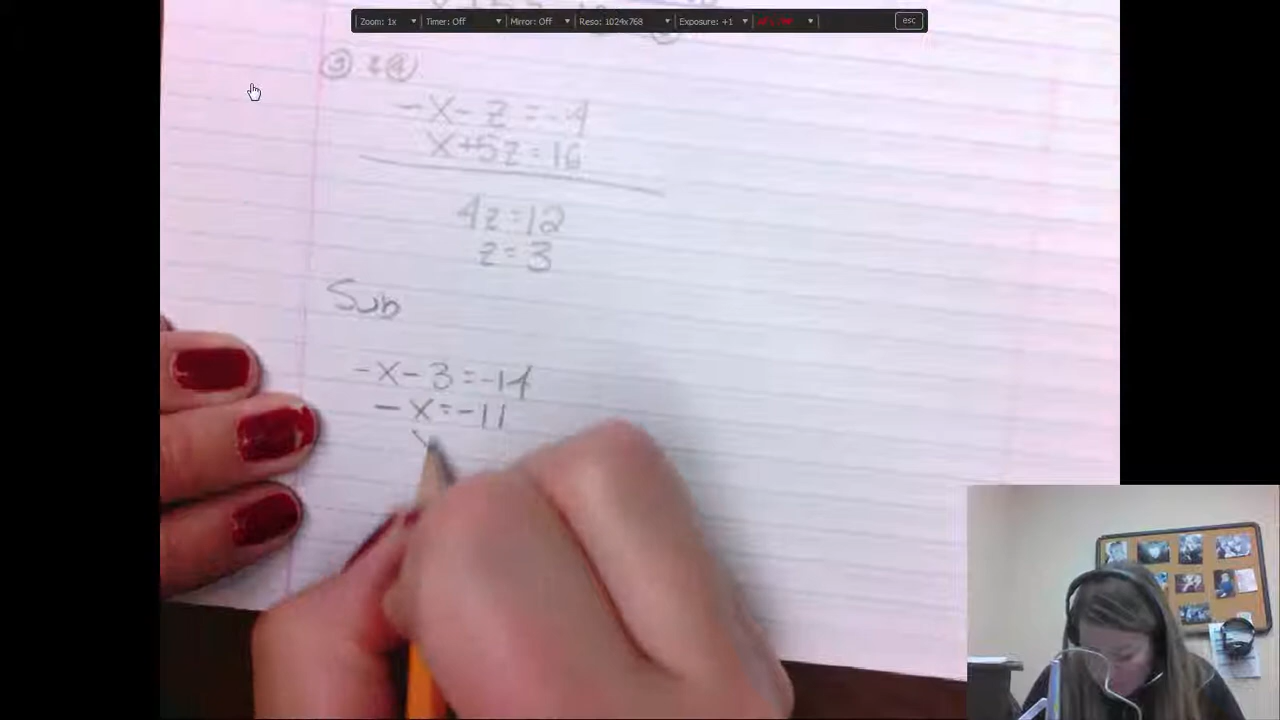 Zoom: 1x Timer: Off Mirror: Off Reso: 1024x768 Exposure: +1 esc
③ & ④
-x - z = -4
x + 5z = 16
4z = 12
z = 3
Sub
-x - 3 = -14
-x = -11